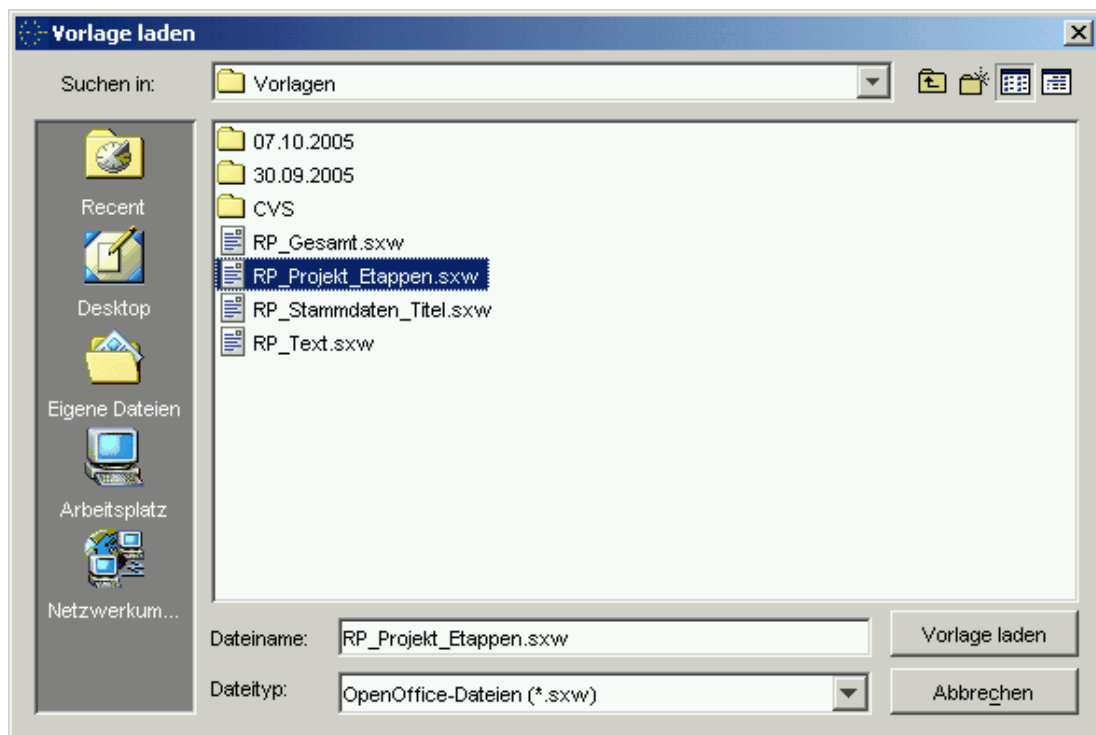 Vorlage laden
Suchen in:
Vorlagen
Recent
Desktop
Eigene Dateien
Arbeitsplatz
Netzwerkum...
07.10.2005
30.09.2005
CVS
RP_Gesamt.sxw
RP_Projekt_Etappen.sxw
RP_Stammdaten_Titel.sxw
RP_Text.sxw
Dateiname:
RP_Projekt_Etappen.sxw
Vorlage laden
Dateityp:
OpenOffice-Dateien (*.sxw)
Abbrechen